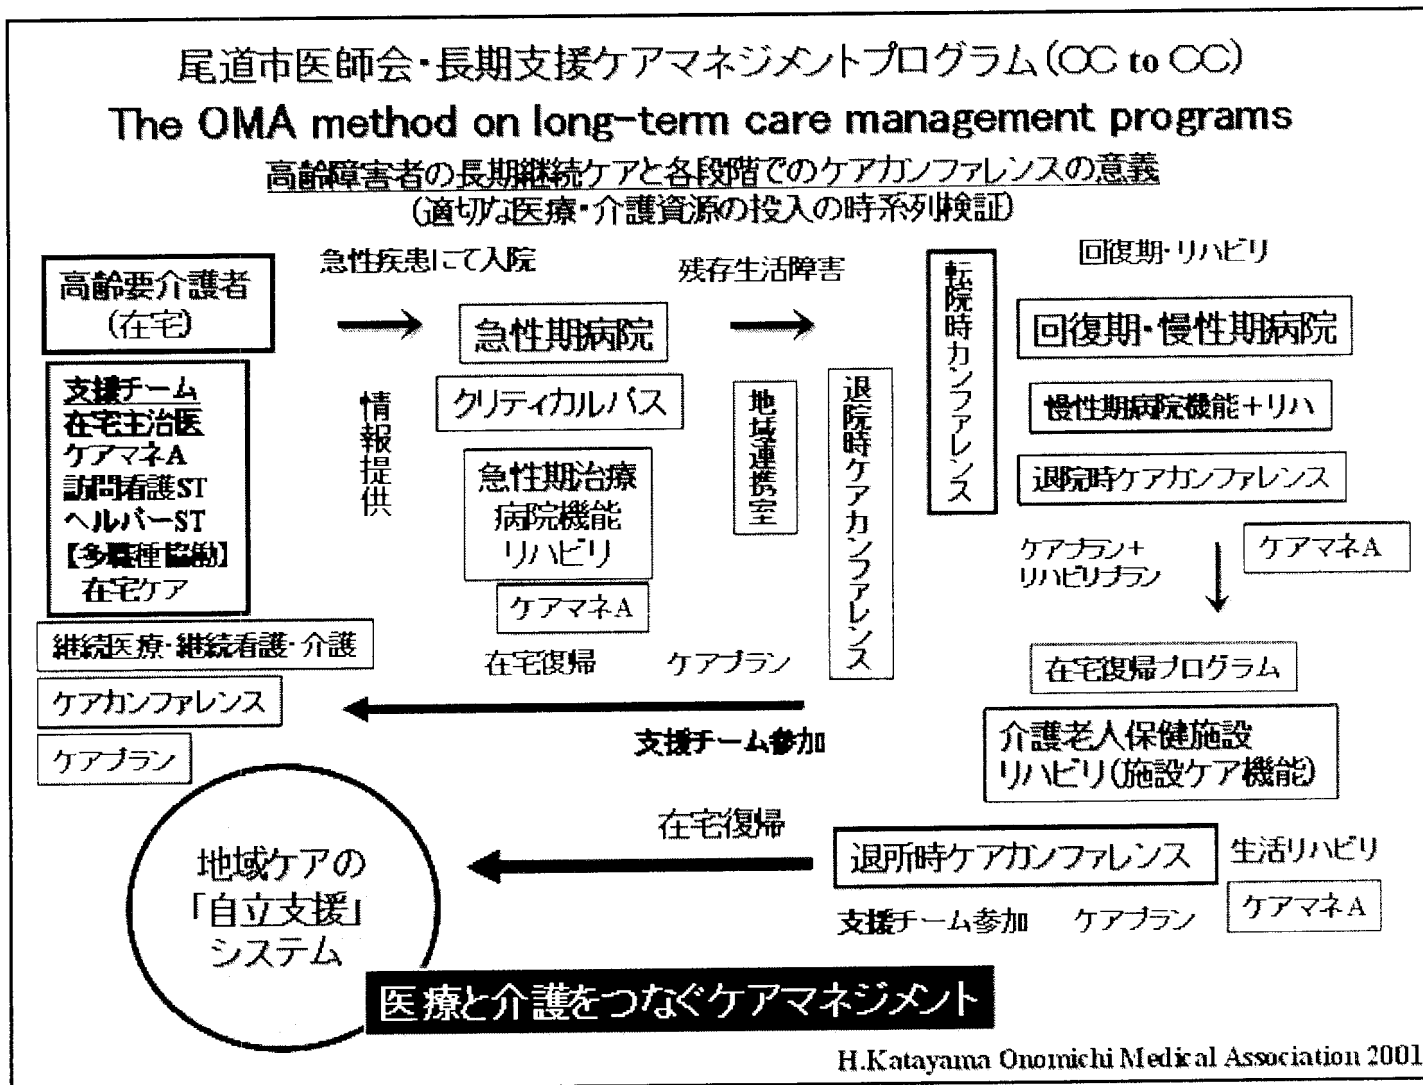 尾道市医師会・長期支援ケアマネジメントプログラム(CC to CC)
The OMA method on long-term care management programs
高齢障害者の長期継続ケアと各段階でのケアカンファレンスの意義
(適切な医療・介護資源の投入の時系列検証)
高齢要介護者
(在宅)
急性疾患にて入院
残存生活障害
転院時カンファレンス
回復期・リハビリ
急性期病院
回復期・慢性期病院
支援チーム
在宅主治医
ケアマネA
訪問看護ST
ヘルパーST
【多職種協働】
在宅ケア
情報提供
クリティカルパス
急性期治療
病院機能
リハビリ
ケアマネA
地域連携室
退院時ケアカンファレンス
慢性期病院機能+リハ
退院時ケアカンファレンス
ケアプラン+
リハビリプラン
ケアマネA
継続医療・継続看護・介護
ケアカンファレンス
ケアプラン
在宅復帰
ケアプラン
支援チーム参加
在宅復帰プログラム
介護老人保健施設
リハビリ(施設ケア機能)
在宅復帰
退所時ケアカンファレンス
生活リハビリ
支援チーム参加
ケアプラン
ケアマネA
地域ケアの
「自立支援」
システム
医療と介護をつなぐケアマネジメント
H.Katayama Onomichi Medical Association 2001